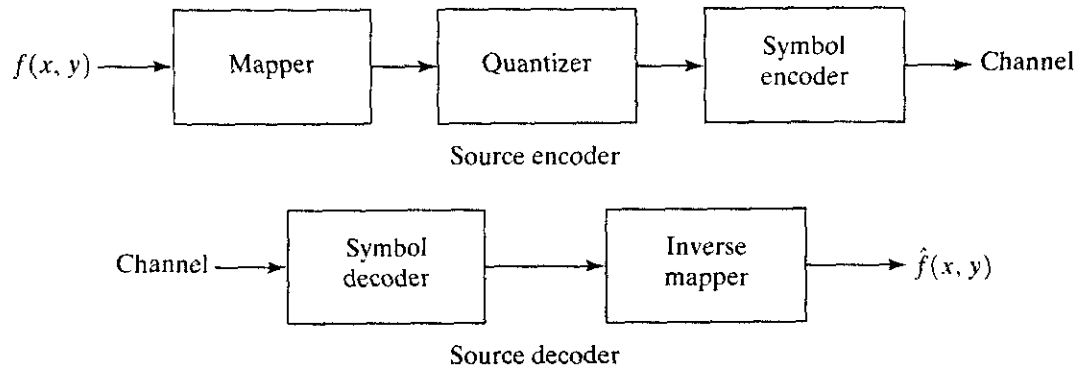 f(x, y)
Mapper
Quantizer
Symbol
encoder
Channel
Source encoder
Channel
Symbol
decoder
Inverse
mapper
f̂(x, y)
Source decoder